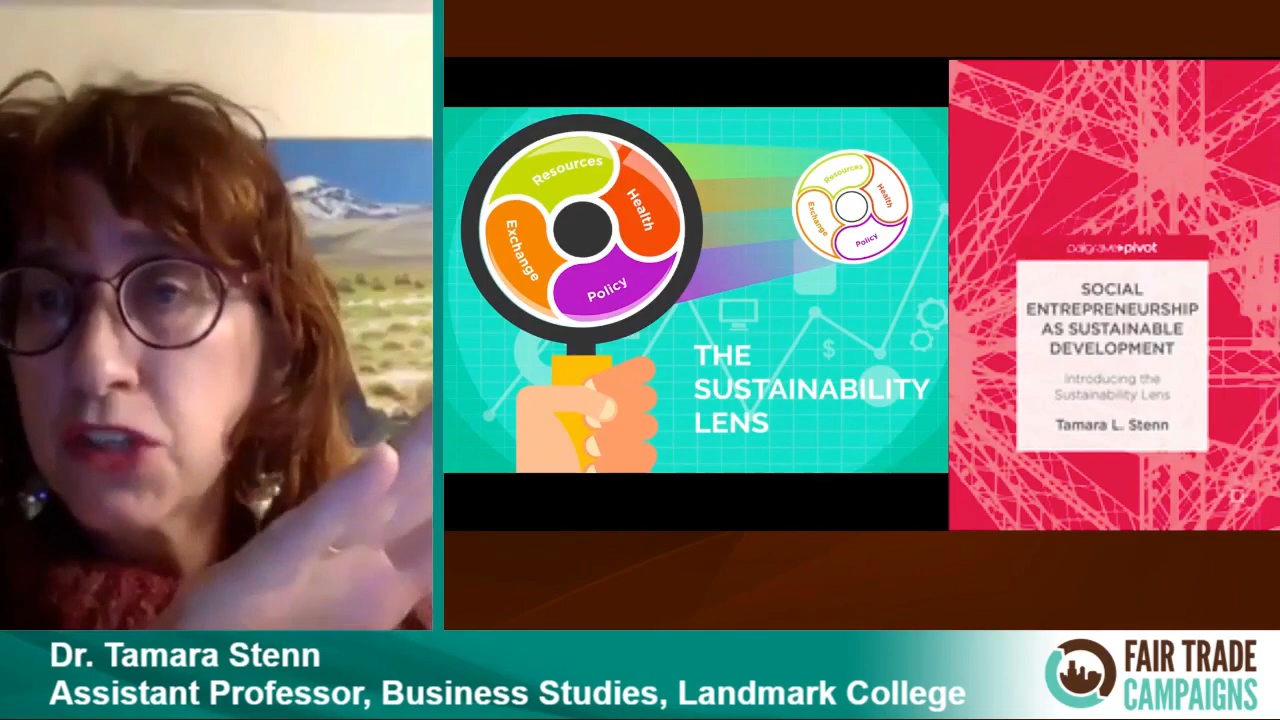 Resources
Health
Exchange
Policy
Resources
Health
Exchange
Policy
$
THE
SUSTAINABILITY
LENS
palgrave pivot
SOCIAL
ENTREPRENEURSHIP
AS SUSTAINABLE
DEVELOPMENT
Introducing the
Sustainability Lens
Tamara L. Stenn
Dr. Tamara Stenn
Assistant Professor, Business Studies, Landmark College
FAIR TRADE
CAMPAIGNS